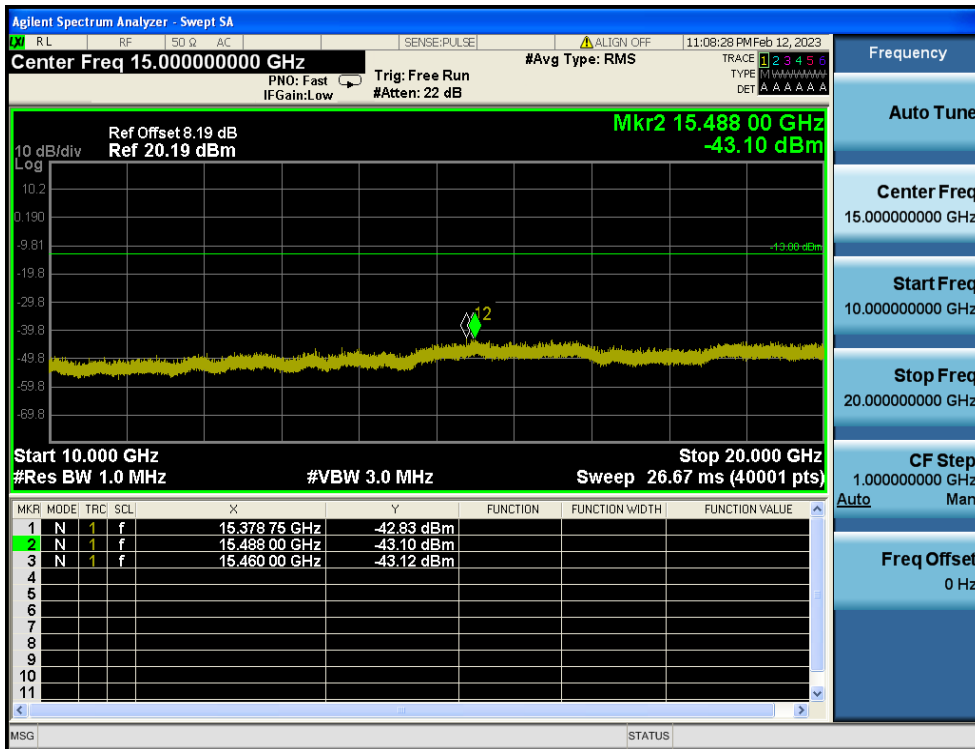 Agilent Spectrum Analyzer - Swept SA
LXI RL RF 50 Ω AC SENSE:PULSE ALIGN OFF 11:08:28 PM Feb 12, 2023
Center Freq 15.000000000 GHz
PNO: Fast
IFGain:Low
Trig: Free Run
#Atten: 22 dB
#Avg Type: RMS
TRACE 1 2 3 4 5 6
TYPE M
DET A A A A A A
Mkr2 15.488 00 GHz
-43.10 dBm
Ref Offset 8.19 dB
10 dB/div Ref 20.19 dBm
Log
10.2
0.190
-9.81
-13.00 dBm
-19.8
-29.8
12
-39.8
-49.8
-59.8
-69.8
Start 10.000 GHz Stop 20.000 GHz
#Res BW 1.0 MHz #VBW 3.0 MHz Sweep 26.67 ms (40001 pts)
MKR MODE TRC SCL X Y FUNCTION FUNCTION WIDTH FUNCTION VALUE
1 N 1 f 15.378 75 GHz -42.83 dBm
2 N 1 f 15.488 00 GHz -43.10 dBm
3 N 1 f 15.460 00 GHz -43.12 dBm
4
5
6
7
8
9
10
11
MSG STATUS
Frequency
Auto Tune
Center Freq
15.000000000 GHz
Start Freq
10.000000000 GHz
Stop Freq
20.000000000 GHz
CF Step
1.000000000 GHz
Auto Man
Freq Offset
0 Hz